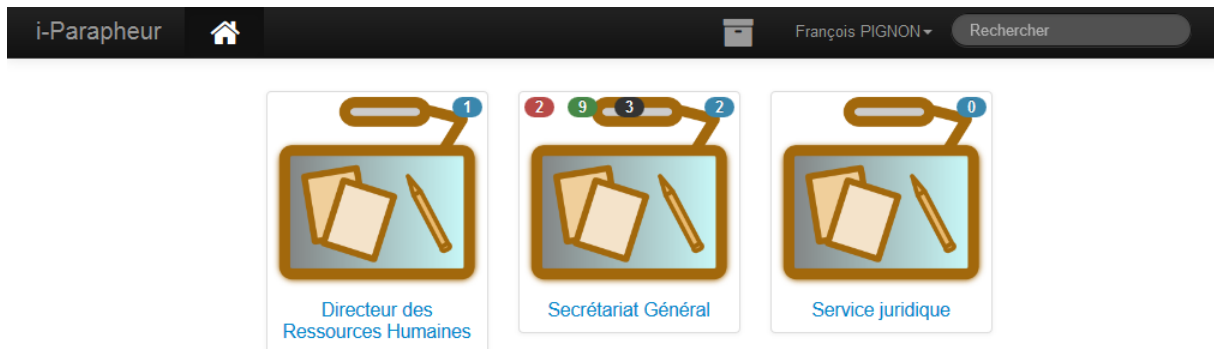 i-Parapheur
François PIGNON
Rechercher
1
2 9 3 2
0
Directeur des
Ressources Humaines
Secrétariat Général
Service juridique